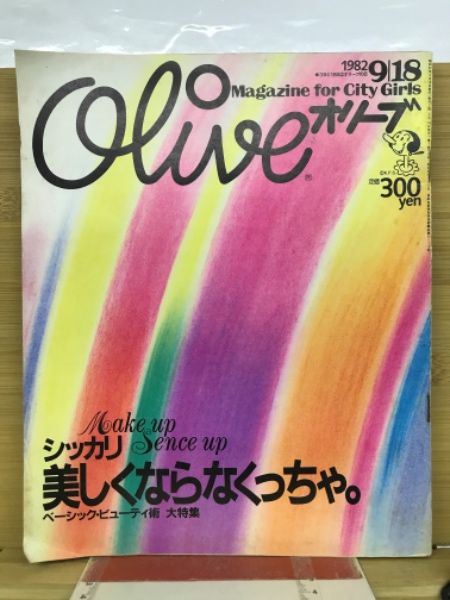 1982 9|18
Magazine for City Girls
Olive
オリーブ
®
定価 300
yen
Make up
Sence up
シッカリ
美しくならなくっちゃ。
ベーシック・ビューティ術 大特集